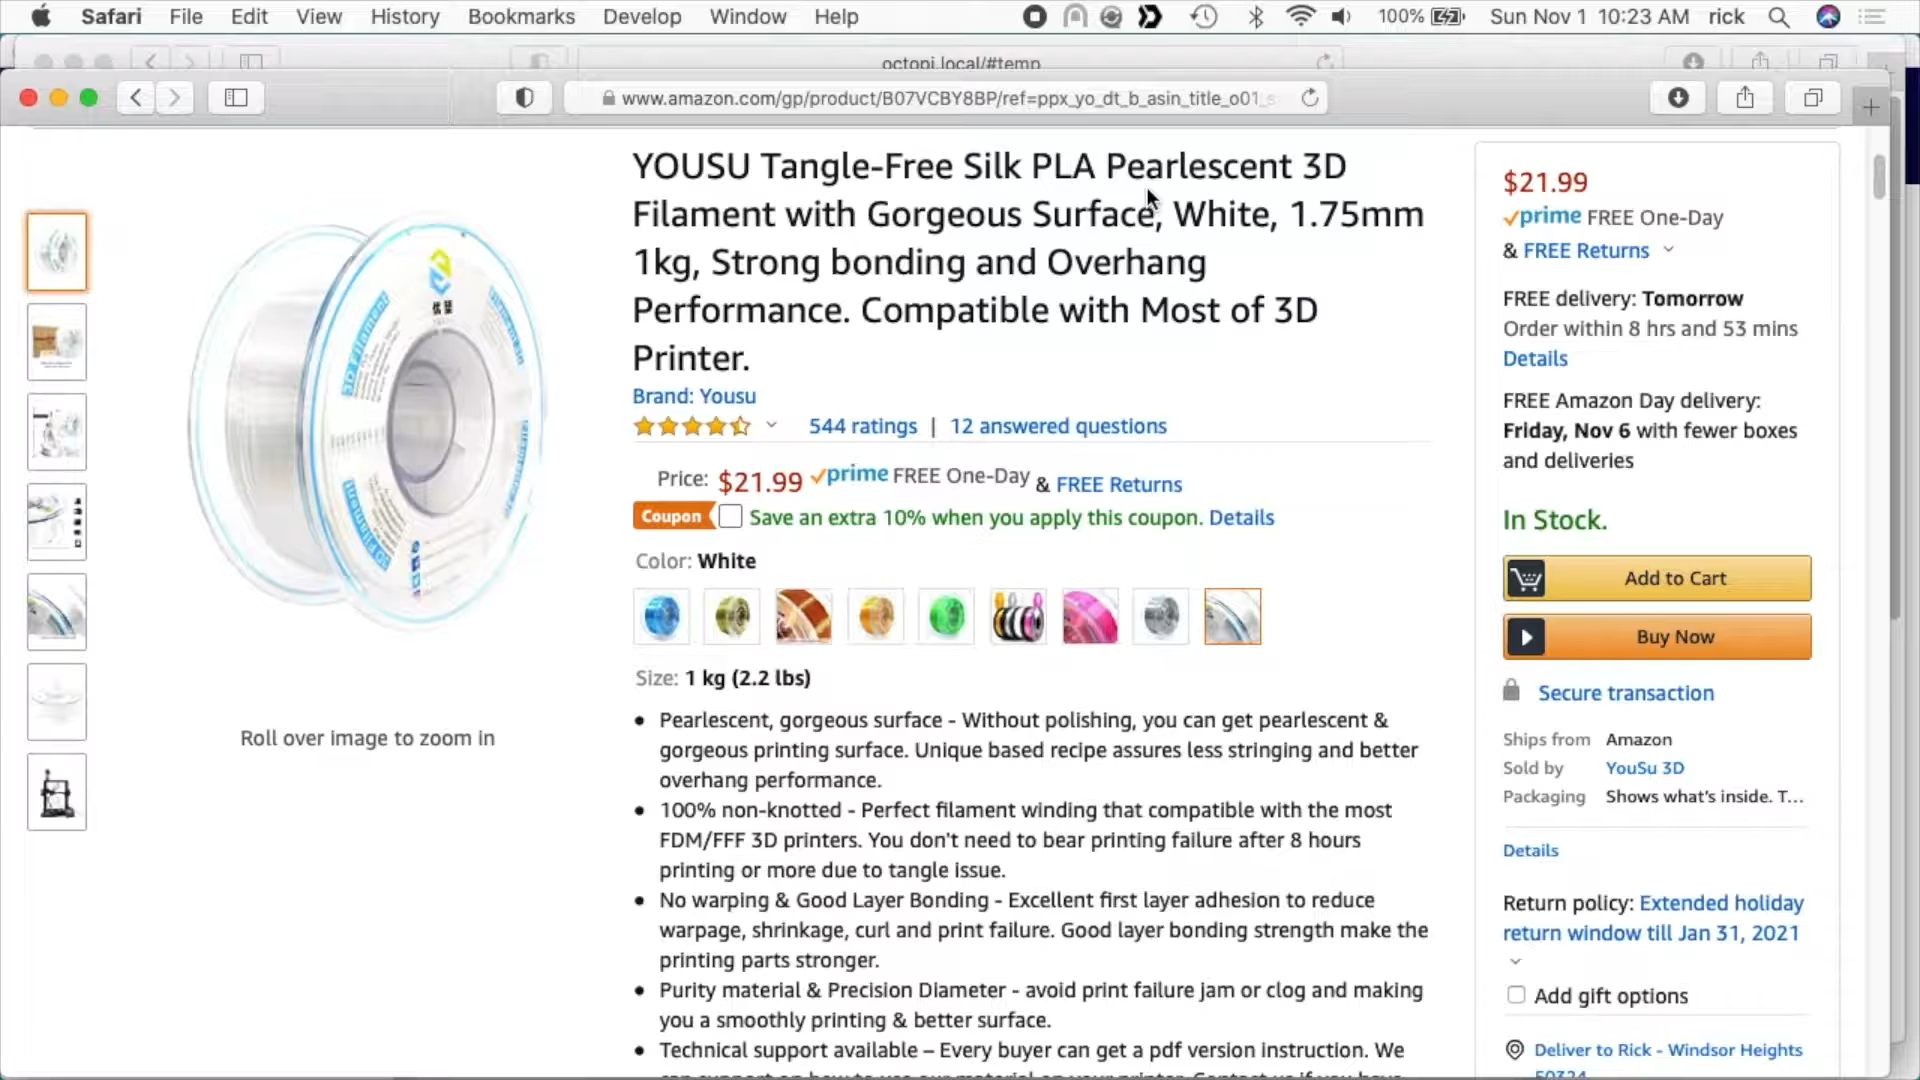 Safari File Edit View History Bookmarks Develop Window Help 100% Sun Nov 1 10:23 AM rick
octopi.local/#temp
www.amazon.com/gp/product/B07VCBY8BP/ref=ppx_yo_dt_b_asin_title_o01_s
YOUSU Tangle-Free Silk PLA Pearlescent 3D
Filament with Gorgeous Surface, White, 1.75mm
1kg, Strong bonding and Overhang
Performance. Compatible with Most of 3D
Printer.
Brand: Yousu
544 ratings | 12 answered questions
Price: $21.99 prime FREE One-Day & FREE Returns
Coupon Save an extra 10% when you apply this coupon. Details
Color: White
Size: 1 kg (2.2 lbs)
• Pearlescent, gorgeous surface - Without polishing, you can get pearlescent &
gorgeous printing surface. Unique based recipe assures less stringing and better
overhang performance.
• 100% non-knotted - Perfect filament winding that compatible with the most
FDM/FFF 3D printers. You don't need to bear printing failure after 8 hours
printing or more due to tangle issue.
• No warping & Good Layer Bonding - Excellent first layer adhesion to reduce
warpage, shrinkage, curl and print failure. Good layer bonding strength make the
printing parts stronger.
• Purity material & Precision Diameter - avoid print failure jam or clog and making
you a smoothly printing & better surface.
• Technical support available – Every buyer can get a pdf version instruction. We
3D Filament
3D Filament
Roll over image to zoom in
$21.99
prime FREE One-Day
& FREE Returns
FREE delivery: Tomorrow
Order within 8 hrs and 53 mins
Details
FREE Amazon Day delivery:
Friday, Nov 6 with fewer boxes
and deliveries
In Stock.
Add to Cart
Buy Now
Secure transaction
Ships from Amazon
Sold by YouSu 3D
Packaging Shows what's inside. T...
Details
Return policy: Extended holiday
return window till Jan 31, 2021
Add gift options
Deliver to Rick - Windsor Heights
50324